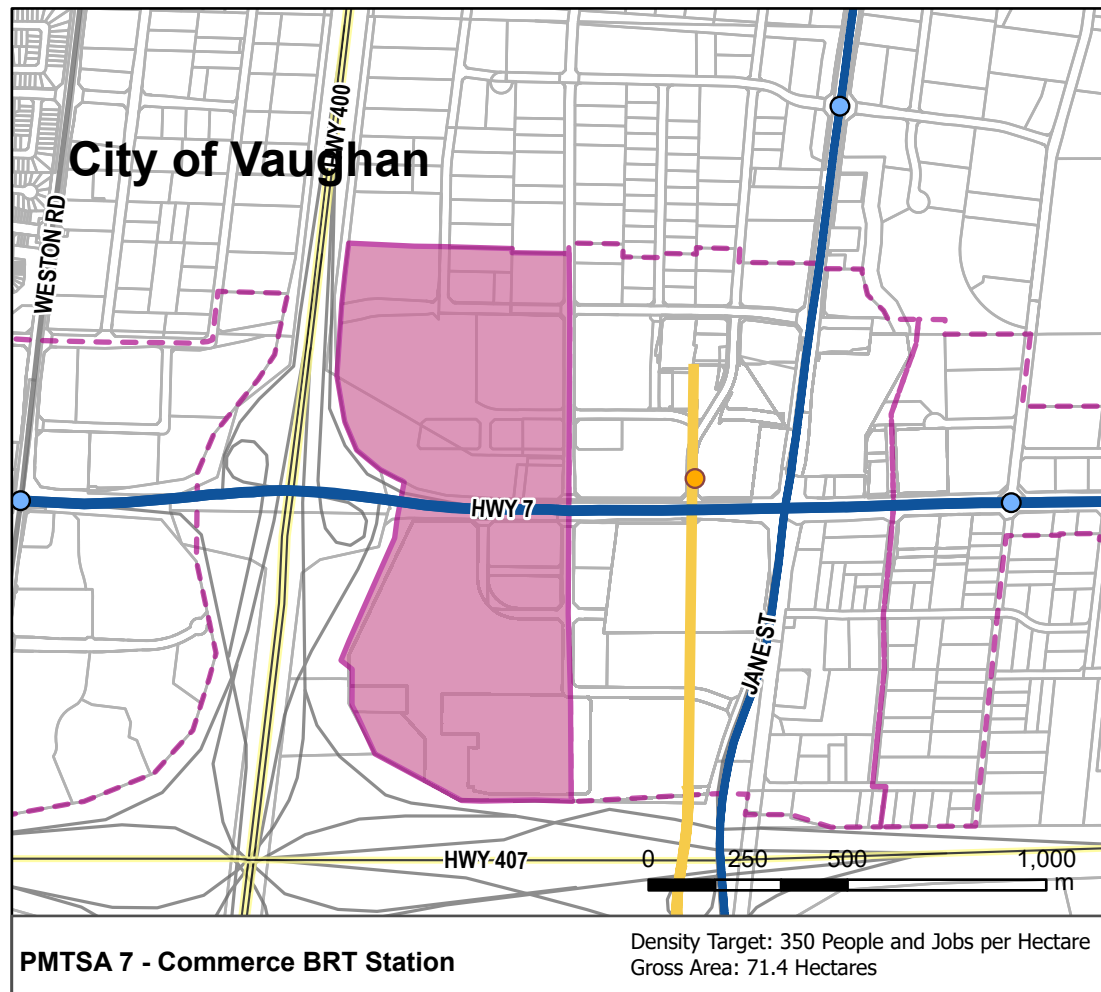 HWY 400
City of Vaughan
WESTON RD
HWY 7
JANE ST
HWY 407
0 250 500 1,000
m
PMTSA 7 - Commerce BRT Station
Density Target: 350 People and Jobs per Hectare
Gross Area: 71.4 Hectares